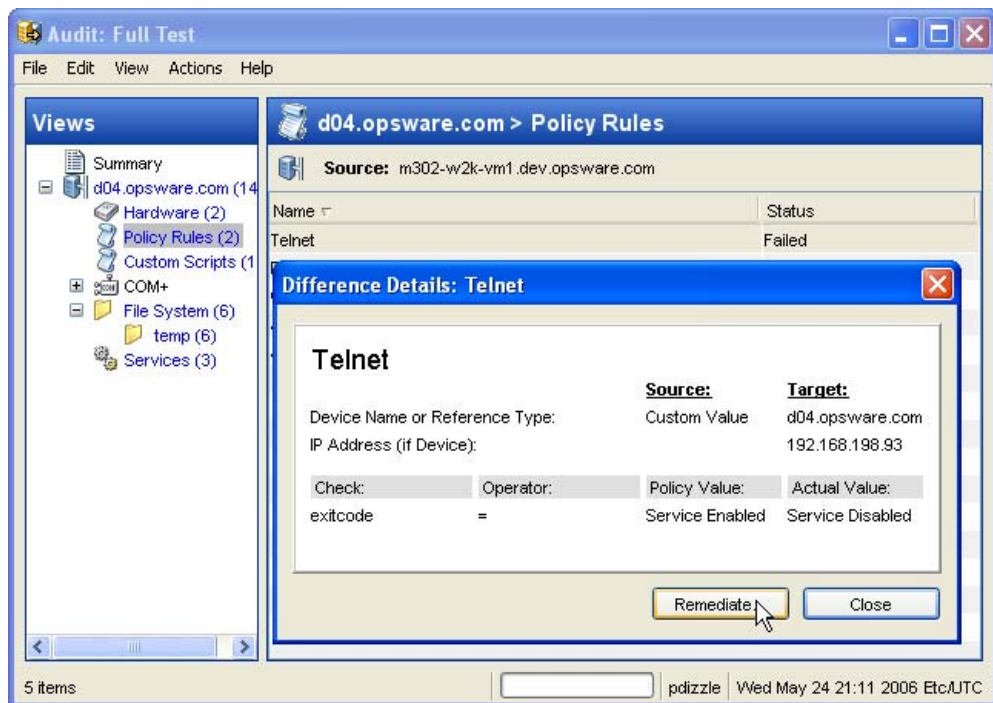 Audit: Full Test
File Edit View Actions Help
Views
Summary
d04.opsware.com (14
Hardware (2)
Policy Rules (2)
Custom Scripts (1
COM+
File System (6)
temp (6)
Services (3)
d04.opsware.com > Policy Rules
Source: m302-w2k-vm1.dev.opsware.com
Name Status
Telnet Failed
Difference Details: Telnet
Telnet
Source: Target:
Device Name or Reference Type: Custom Value d04.opsware.com
IP Address (if Device): 192.168.198.93
Check: Operator: Policy Value: Actual Value:
exitcode = Service Enabled Service Disabled
Remediate
Close
5 items
pdizzle Wed May 24 21:11 2006 Etc/UTC